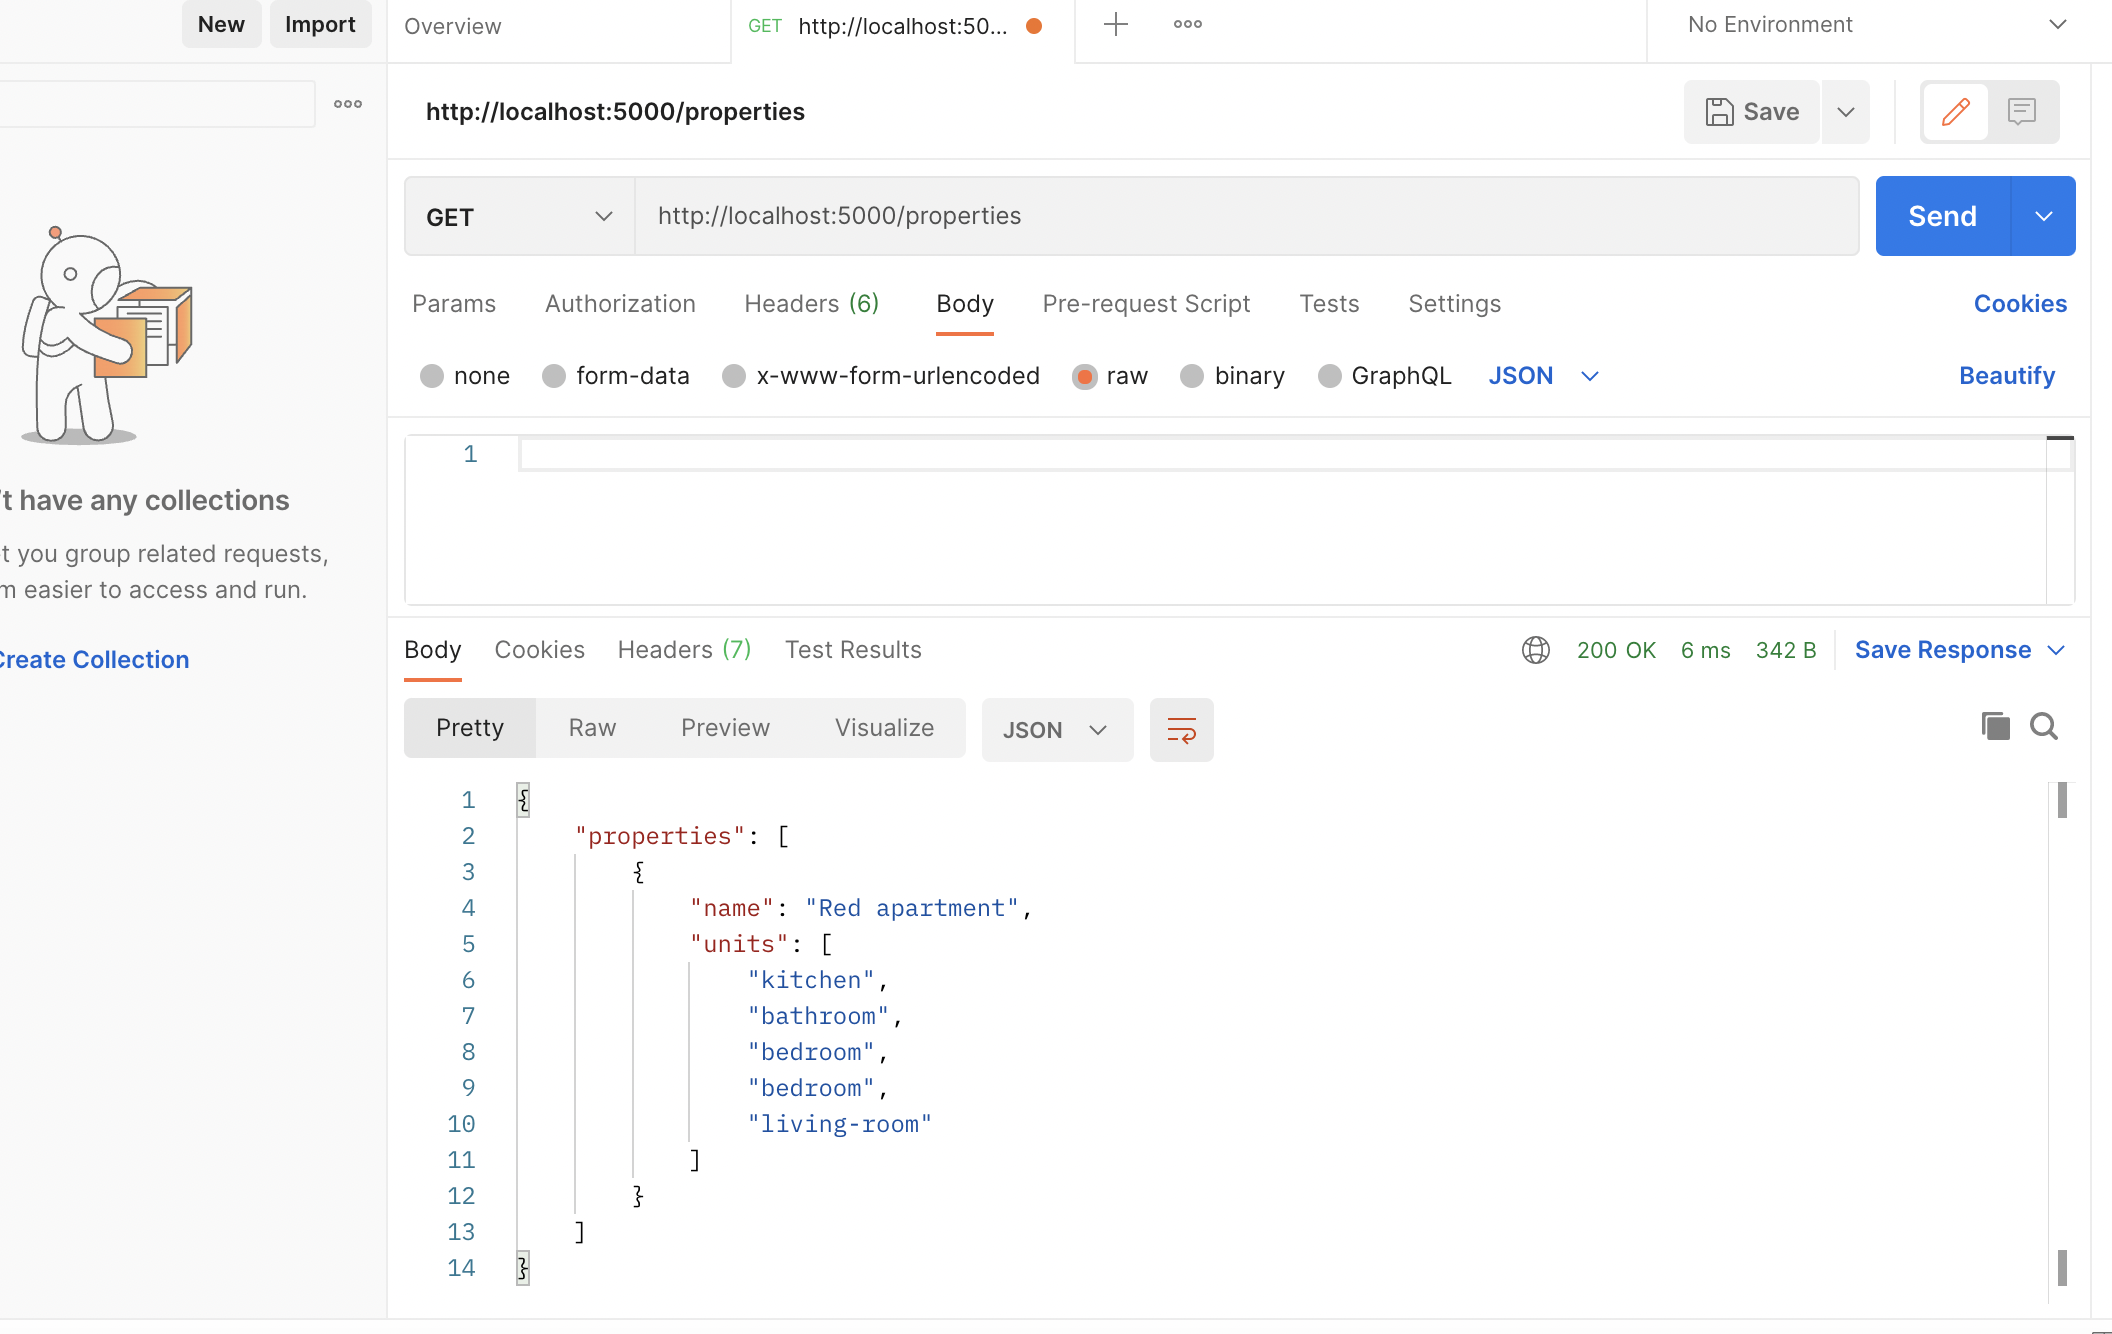 New Import
Overview
GET http://localhost:50...
No Environment
http://localhost:5000/properties
Save
GET http://localhost:5000/properties
Send
Params Authorization Headers (6) Body Pre-request Script Tests Settings Cookies
none form-data x-www-form-urlencoded raw binary GraphQL JSON Beautify
1
't have any collections
t you group related requests,
m easier to access and run.
Create Collection
Body Cookies Headers (7) Test Results 200 OK 6 ms 342 B Save Response
Pretty Raw Preview Visualize JSON
1 {
2 "properties": [
3 {
4 "name": "Red apartment",
5 "units": [
6 "kitchen",
7 "bathroom",
8 "bedroom",
9 "bedroom",
10 "living-room"
11 ]
12 }
13 ]
14 }